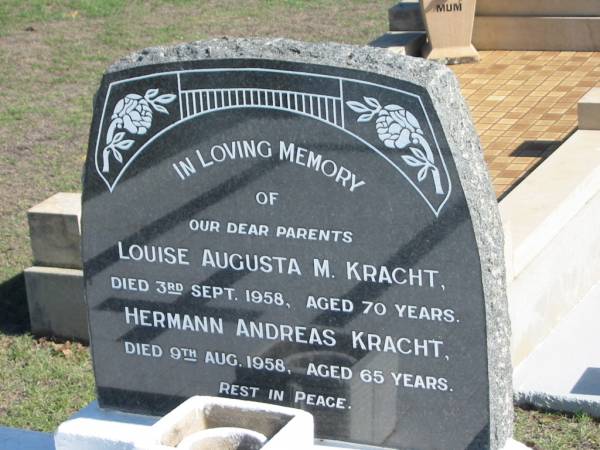 MUM
IN LOVING MEMORY
OF
OUR DEAR PARENTS
LOUISE AUGUSTA M. KRACHT,
DIED 3RD SEPT. 1958, AGED 70 YEARS.
HERMANN ANDREAS KRACHT,
DIED 9TH AUG. 1958, AGED 65 YEARS.
REST IN PEACE.